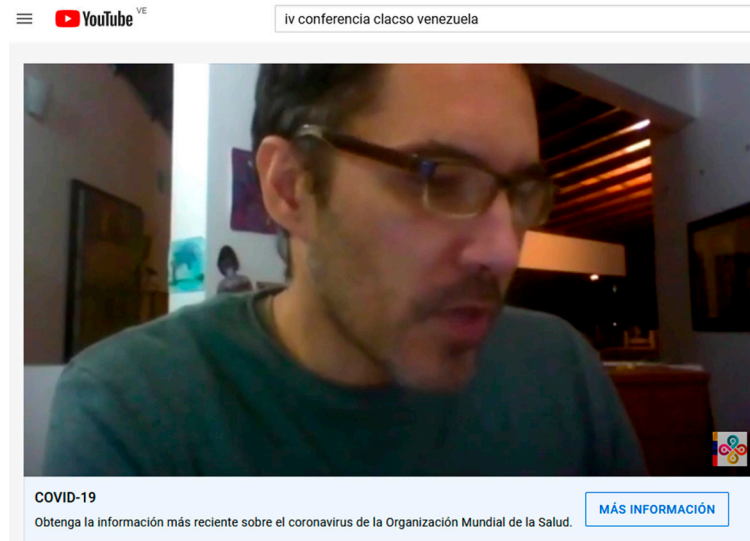 YouTube VE
iv conferencia clacso venezuela
COVID-19
Obtenga la información más reciente sobre el coronavirus de la Organización Mundial de la Salud.
MÁS INFORMACIÓN